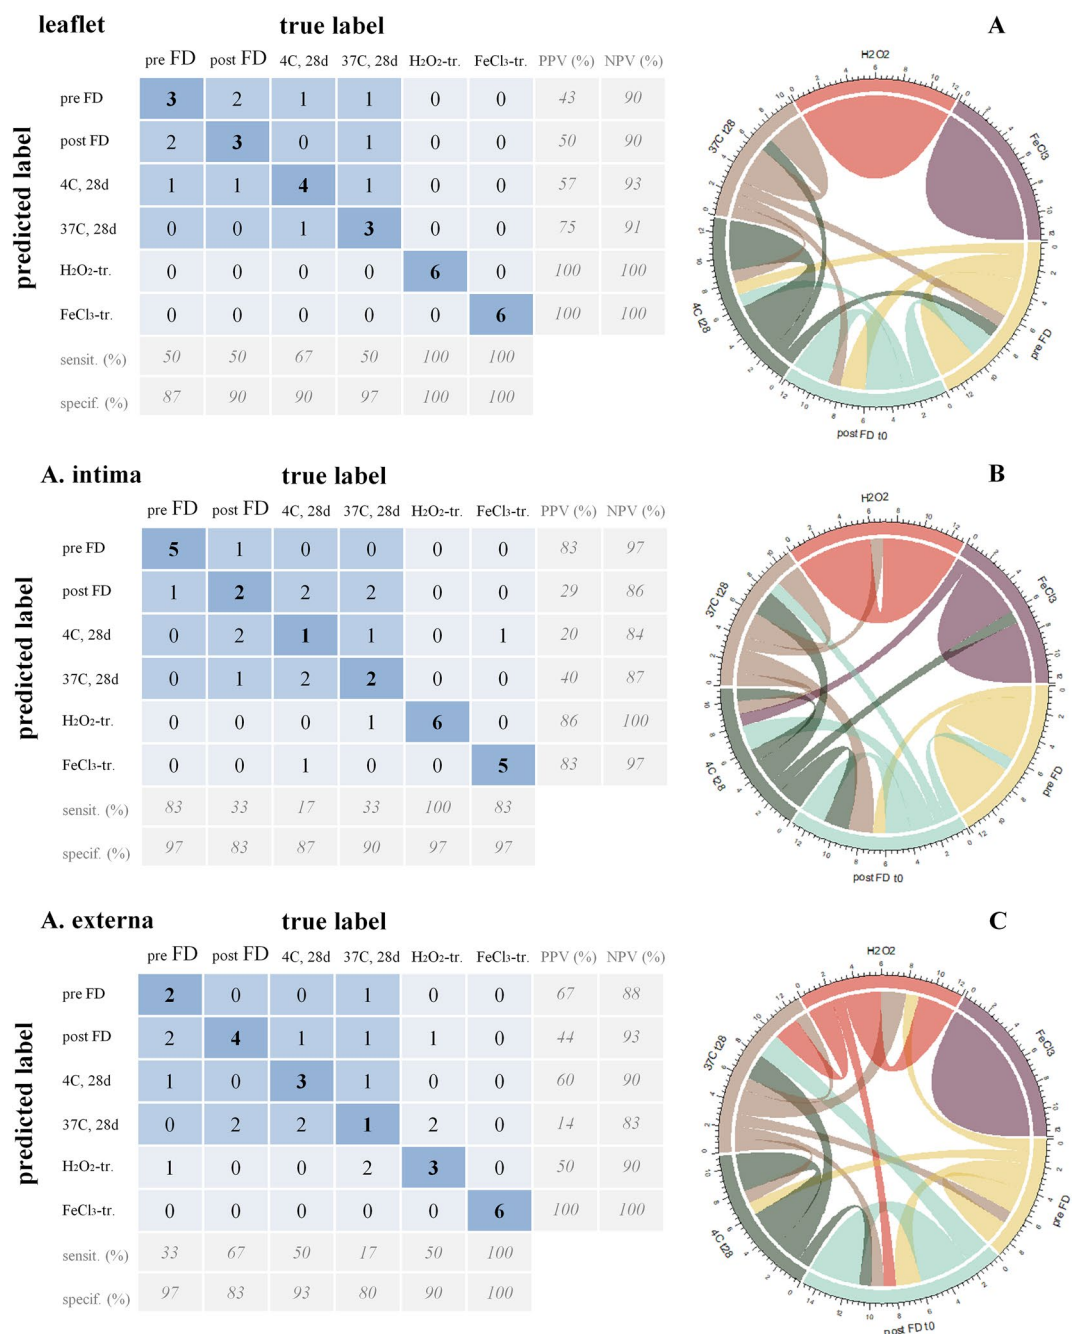 leaflet true label A
pre FD post FD 4C, 28d 37C, 28d H2O2-tr. FeCl3-tr. PPV (%) NPV (%)
predicted label
pre FD 3 2 1 1 0 0 43 90
post FD 2 3 0 1 0 0 50 90
4C, 28d 1 1 4 1 0 0 57 93
37C, 28d 0 0 1 3 0 0 75 91
H2O2-tr. 0 0 0 0 6 0 100 100
FeCl3-tr. 0 0 0 0 0 6 100 100
sensit. (%) 50 50 67 50 100 100
specif. (%) 87 90 90 97 100 100
H2O2
FeCl3
pre FD
post FD t0
4C t28
37C t28
A. intima true label B
pre FD post FD 4C, 28d 37C, 28d H2O2-tr. FeCl3-tr. PPV (%) NPV (%)
predicted label
pre FD 5 1 0 0 0 0 83 97
post FD 1 2 2 2 0 0 29 86
4C, 28d 0 2 1 1 0 1 20 84
37C, 28d 0 1 2 2 0 0 40 87
H2O2-tr. 0 0 0 1 6 0 86 100
FeCl3-tr. 0 0 1 0 0 5 83 97
sensit. (%) 83 33 17 33 100 83
specif. (%) 97 83 87 90 97 97
H2O2
FeCl3
pre FD
post FD t0
4C t28
37C t28
A. externa true label C
pre FD post FD 4C, 28d 37C, 28d H2O2-tr. FeCl3-tr. PPV (%) NPV (%)
predicted label
pre FD 2 0 0 1 0 0 67 88
post FD 2 4 1 1 1 0 44 93
4C, 28d 1 0 3 1 0 0 60 90
37C, 28d 0 2 2 1 2 0 14 83
H2O2-tr. 1 0 0 2 3 0 50 90
FeCl3-tr. 0 0 0 0 0 6 100 100
sensit. (%) 33 67 50 17 50 100
specif. (%) 97 83 93 80 90 100
H2O2
FeCl3
pre FD
post FD t0
4C t28
37C t28